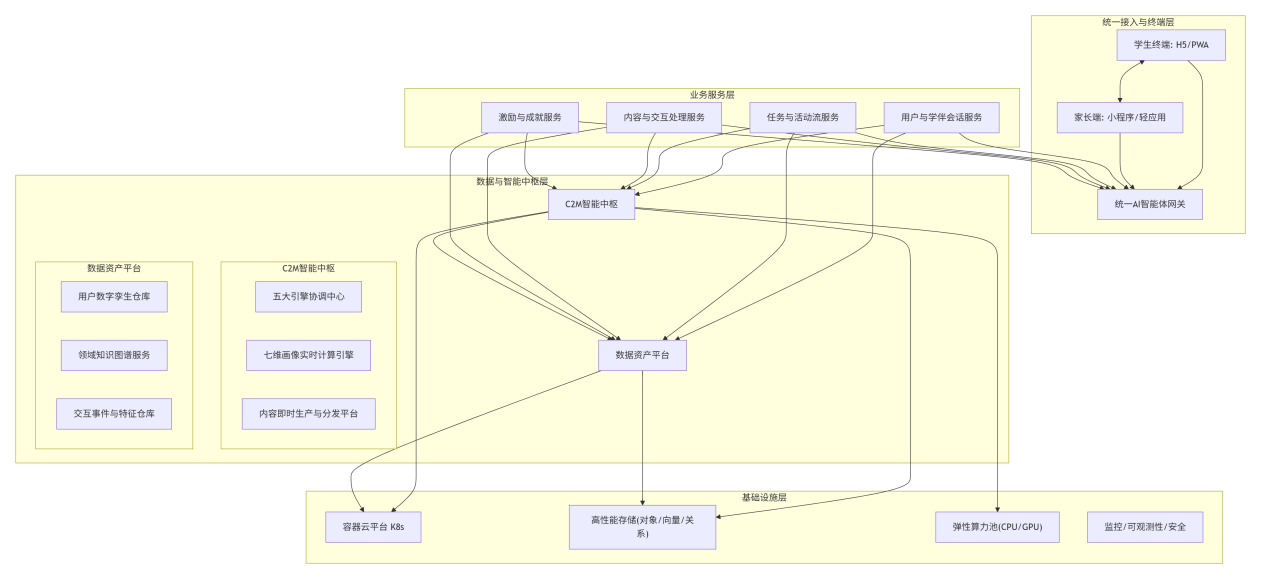 统一接入与终端层
学生终端: H5/PWA
家长端: 小程序/轻应用
统一AI智能体网关
业务服务层
激励与成就服务
内容与交互处理服务
任务与活动流服务
用户与学伴会话服务
数据与智能中枢层
C2M智能中枢
数据资产平台
用户数字孪生仓库
领域知识图谱服务
交互事件与特征仓库
C2M智能中枢
五大引擎协调中心
七维画像实时计算引擎
内容即时生产与分发平台
数据资产平台
基础设施层
容器云平台 K8s
高性能存储(对象/向量/关
系)
弹性算力池(CPU/GPU)
监控/可观测性/安全